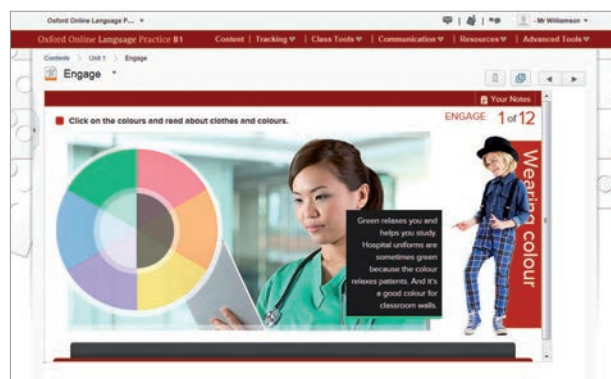 Oxford Online Language P...
- Mr Williamson
Oxford Online Language Practice B1
Content | Tracking | Class Tools | Communication | Resources | Advanced Tools
Contents > Unit 1 > Engage
Engage
Your Notes
Click on the colours and read about clothes and colours.
ENGAGE 1 of 12
Green relaxes you and
helps you study.
Hospital uniforms are
sometimes green
because the colour
relaxes patients. And it's
a good colour for
classroom walls.
Wearing colour